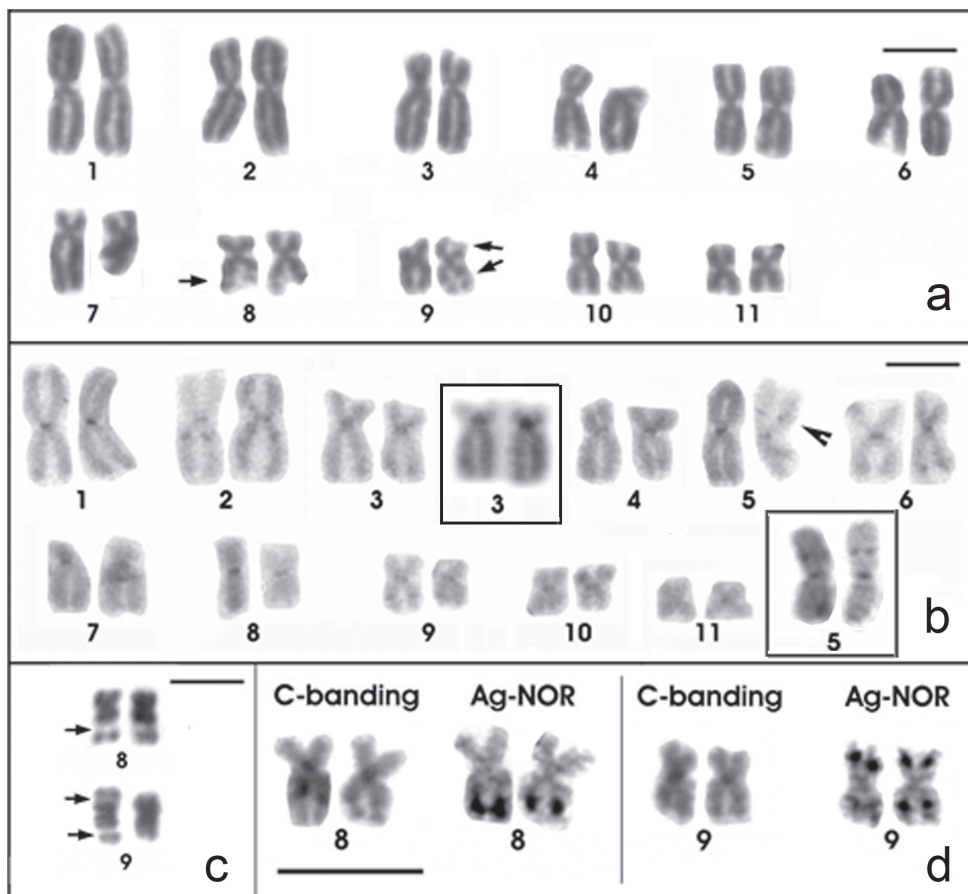 1 2 3 4 5 6
7 8 9 10 11
a
1 2 3 3 4 5 6
7 8 9 10 11 5
b
8
9
c
C-banding Ag-NOR C-banding Ag-NOR
8 8 9 9
d